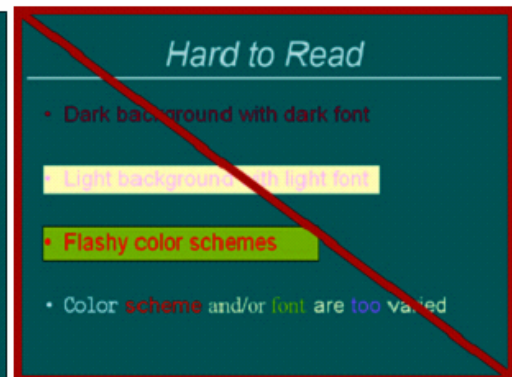 Hard to Read
• Dark background with dark font
• Light background with light font
• Flashy color schemes
• Color scheme and/or font are too varied